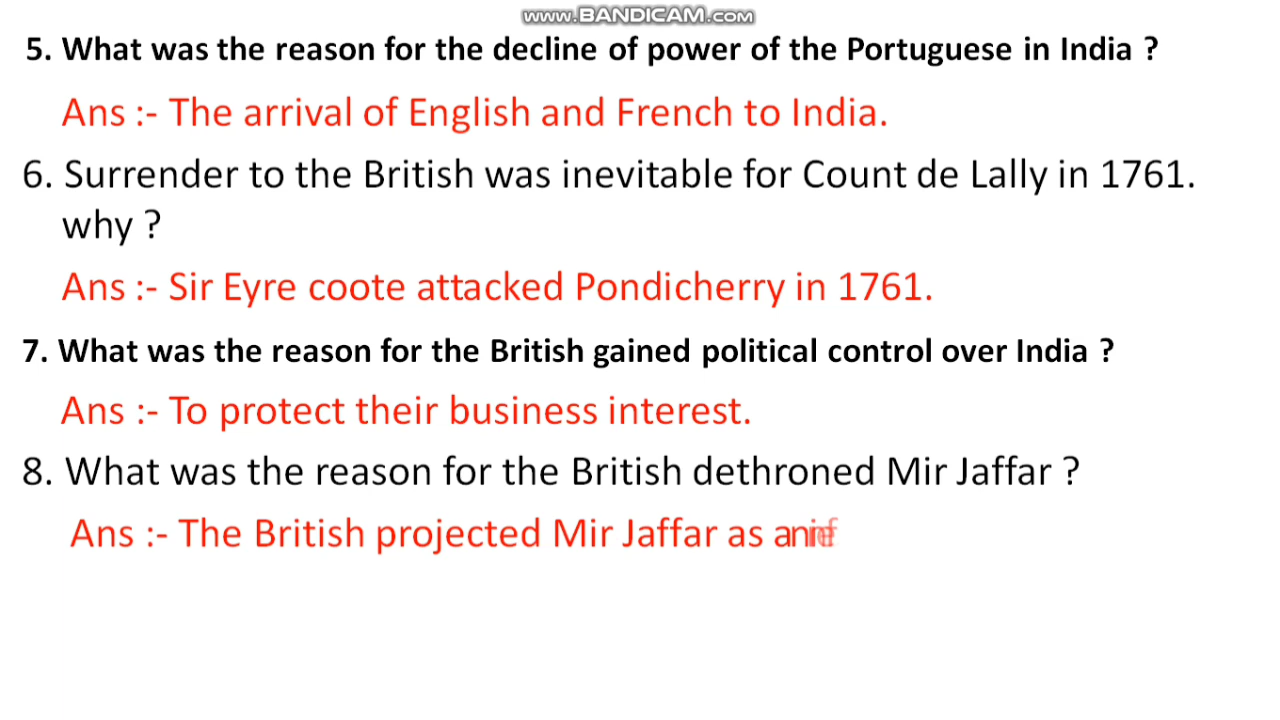 www.BANDICAM.com
5. What was the reason for the decline of power of the Portuguese in India ?
Ans :- The arrival of English and French to India.
6. Surrender to the British was inevitable for Count de Lally in 1761.
why ?
Ans :- Sir Eyre coote attacked Pondicherry in 1761.
7. What was the reason for the British gained political control over India ?
Ans :- To protect their business interest.
8. What was the reason for the British dethroned Mir Jaffar ?
Ans :- The British projected Mir Jaffar as an